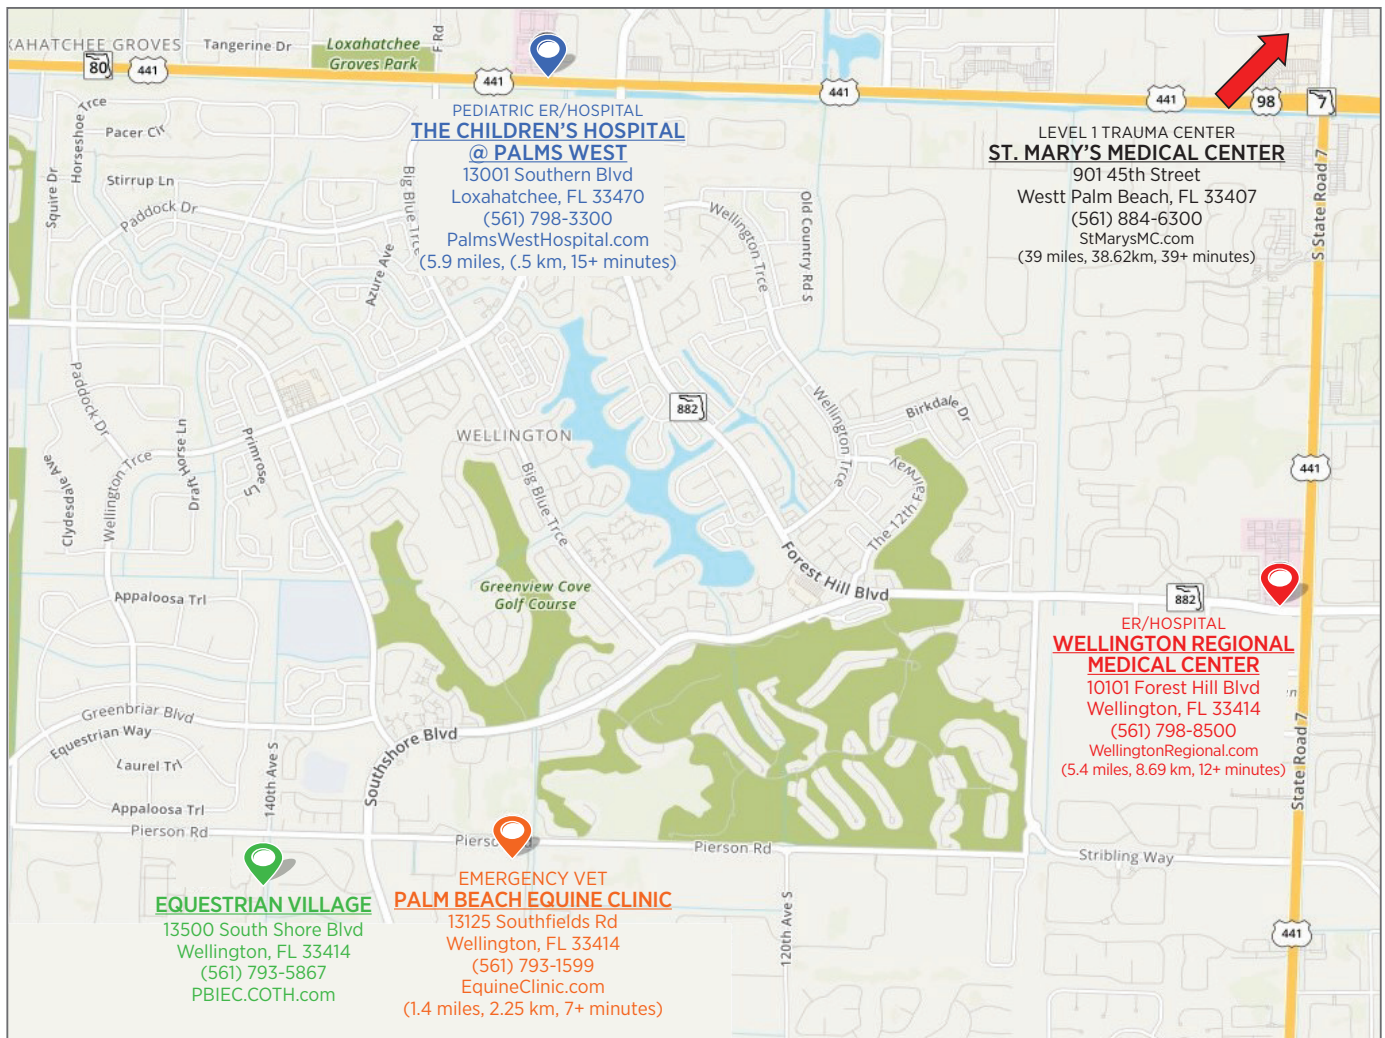 XAHATCHEE GROVES
Tangerine Dr
Loxahatchee
Groves Park
F Rd
80
441
441
441
441
98
7
Horseshoe Trce
Pacer Cir
Squire Dr
Stirrup Ln
Paddock Dr
Azure Ave
Big Blue Trce
PEDIATRIC ER/HOSPITAL
THE CHILDREN'S HOSPITAL
@ PALMS WEST
13001 Southern Blvd
Loxahatchee, FL 33470
(561) 798-3300
PalmsWestHospital.com
(5.9 miles, (.5 km, 15+ minutes)
Wellington Trce
Old Country Rd S
LEVEL 1 TRAUMA CENTER
ST. MARY'S MEDICAL CENTER
901 45th Street
Westt Palm Beach, FL 33407
(561) 884-6300
StMarysMC.com
(39 miles, 38.62km, 39+ minutes)
S State Road 7
Paddock Dr
Wellington Trce
Clydesdale Ave
Draft Horse Ln
Primrose Ln
WELLINGTON
Big Blue Trce
882
Wellington Trce
Birkdale Dr
The 12th Fairway
441
Greenview Cove
Golf Course
Forest Hill Blvd
882
ER/HOSPITAL
WELLINGTON REGIONAL
MEDICAL CENTER
10101 Forest Hill Blvd
Wellington, FL 33414
(561) 798-8500
WellingtonRegional.com
(5.4 miles, 8.69 km, 12+ minutes)
State Road 7
Appaloosa Trl
Greenbriar Blvd
Equestrian Way
Laurel Trl
Appaloosa Trl
140th Ave S
Southshore Blvd
Pierson Rd
Pierson Rd
Pierson Rd
Stribling Way
120th Ave S
441
EQUESTRIAN VILLAGE
13500 South Shore Blvd
Wellington, FL 33414
(561) 793-5867
PBIEC.COTH.com
EMERGENCY VET
PALM BEACH EQUINE CLINIC
13125 Southfields Rd
Wellington, FL 33414
(561) 793-1599
EquineClinic.com
(1.4 miles, 2.25 km, 7+ minutes)